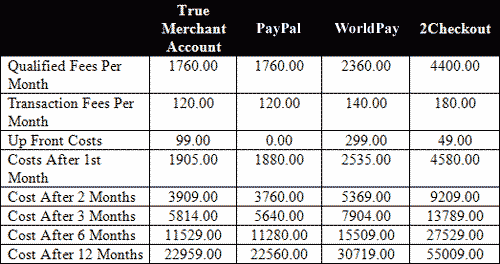 True Merchant Account PayPal WorldPay 2Checkout
Qualified Fees Per Month 1760.00 1760.00 2360.00 4400.00
Transaction Fees Per Month 120.00 120.00 140.00 180.00
Up Front Costs 99.00 0.00 299.00 49.00
Costs After 1st Month 1905.00 1880.00 2535.00 4580.00
Cost After 2 Months 3909.00 3760.00 5369.00 9209.00
Cost After 3 Months 5814.00 5640.00 7904.00 13789.00
Cost After 6 Months 11529.00 11280.00 15509.00 27529.00
Cost After 12 Months 22959.00 22560.00 30719.00 55009.00